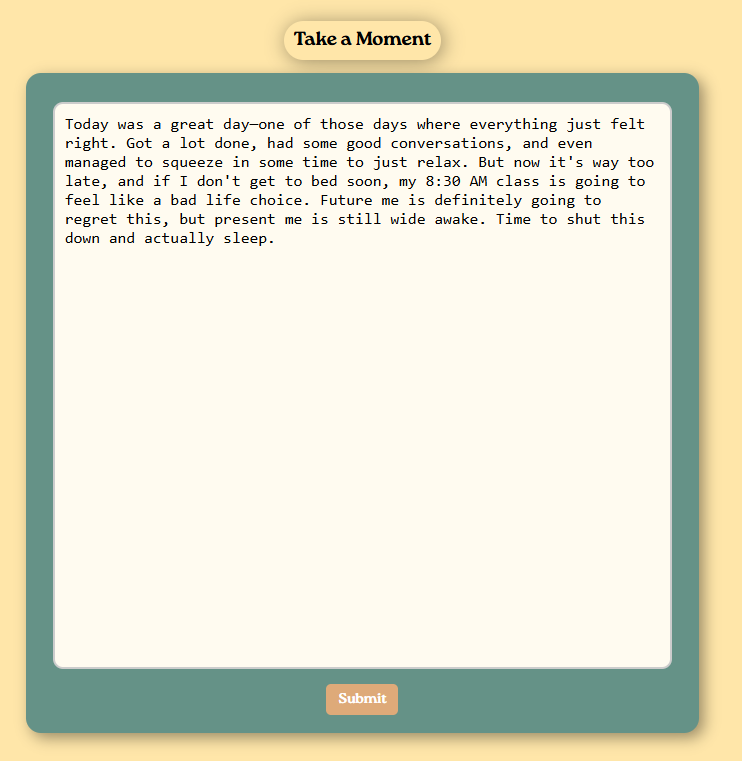 Take a Moment
Today was a great day—one of those days where everything just felt
right. Got a lot done, had some good conversations, and even
managed to squeeze in some time to just relax. But now it's way too
late, and if I don't get to bed soon, my 8:30 AM class is going to
feel like a bad life choice. Future me is definitely going to
regret this, but present me is still wide awake. Time to shut this
down and actually sleep.
Submit